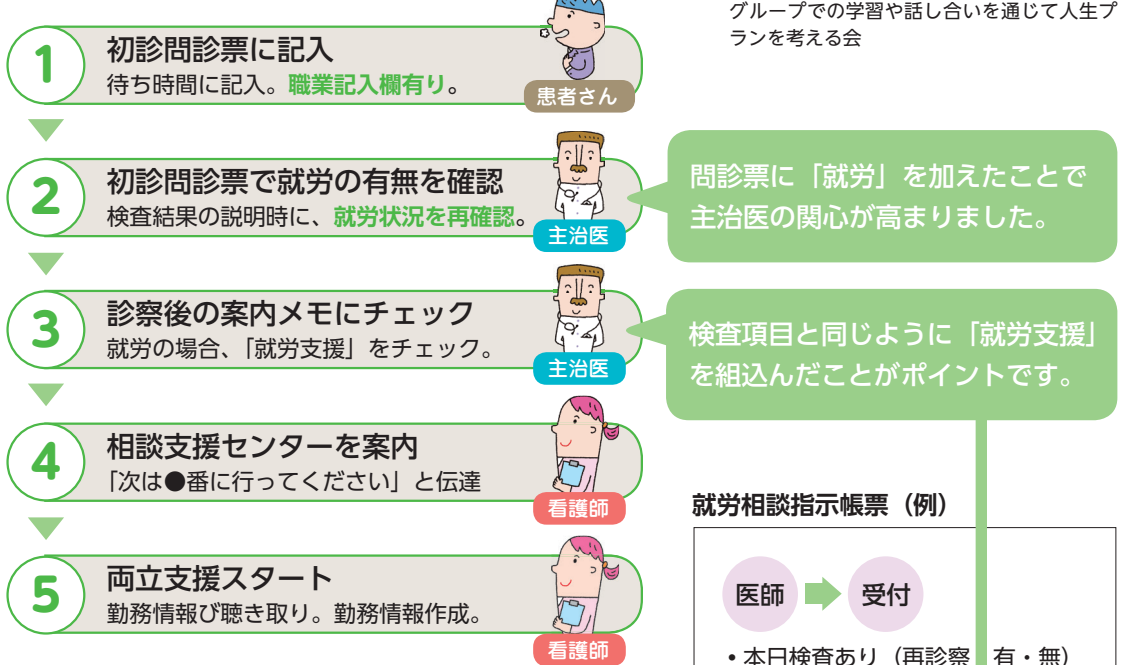 グループでの学習や話し合いを通じて人生プ
ランを考える会
1
初診問診票に記入
待ち時間に記入。職業記入欄有り。
患者さん
2
初診問診票で就労の有無を確認
検査結果の説明時に、就労状況を再確認。
主治医
問診票に「就労」を加えたことで
主治医の関心が高まりました。
3
診察後の案内メモにチェック
就労の場合、「就労支援」をチェック。
主治医
検査項目と同じように「就労支援」
を組込んだことがポイントです。
4
相談支援センターを案内
「次は●番に行ってください」と伝達
看護師
5
両立支援スタート
勤務情報び聴き取り。勤務情報作成。
看護師
就労相談指示帳票（例）
医師
受付
・本日検査あり（再診察 有・無）